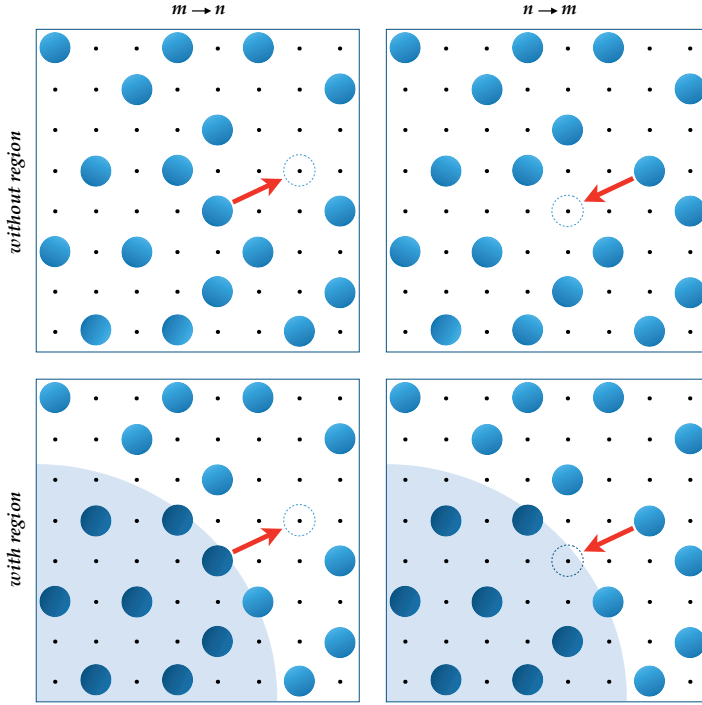 m → n
n → m
without region
with region